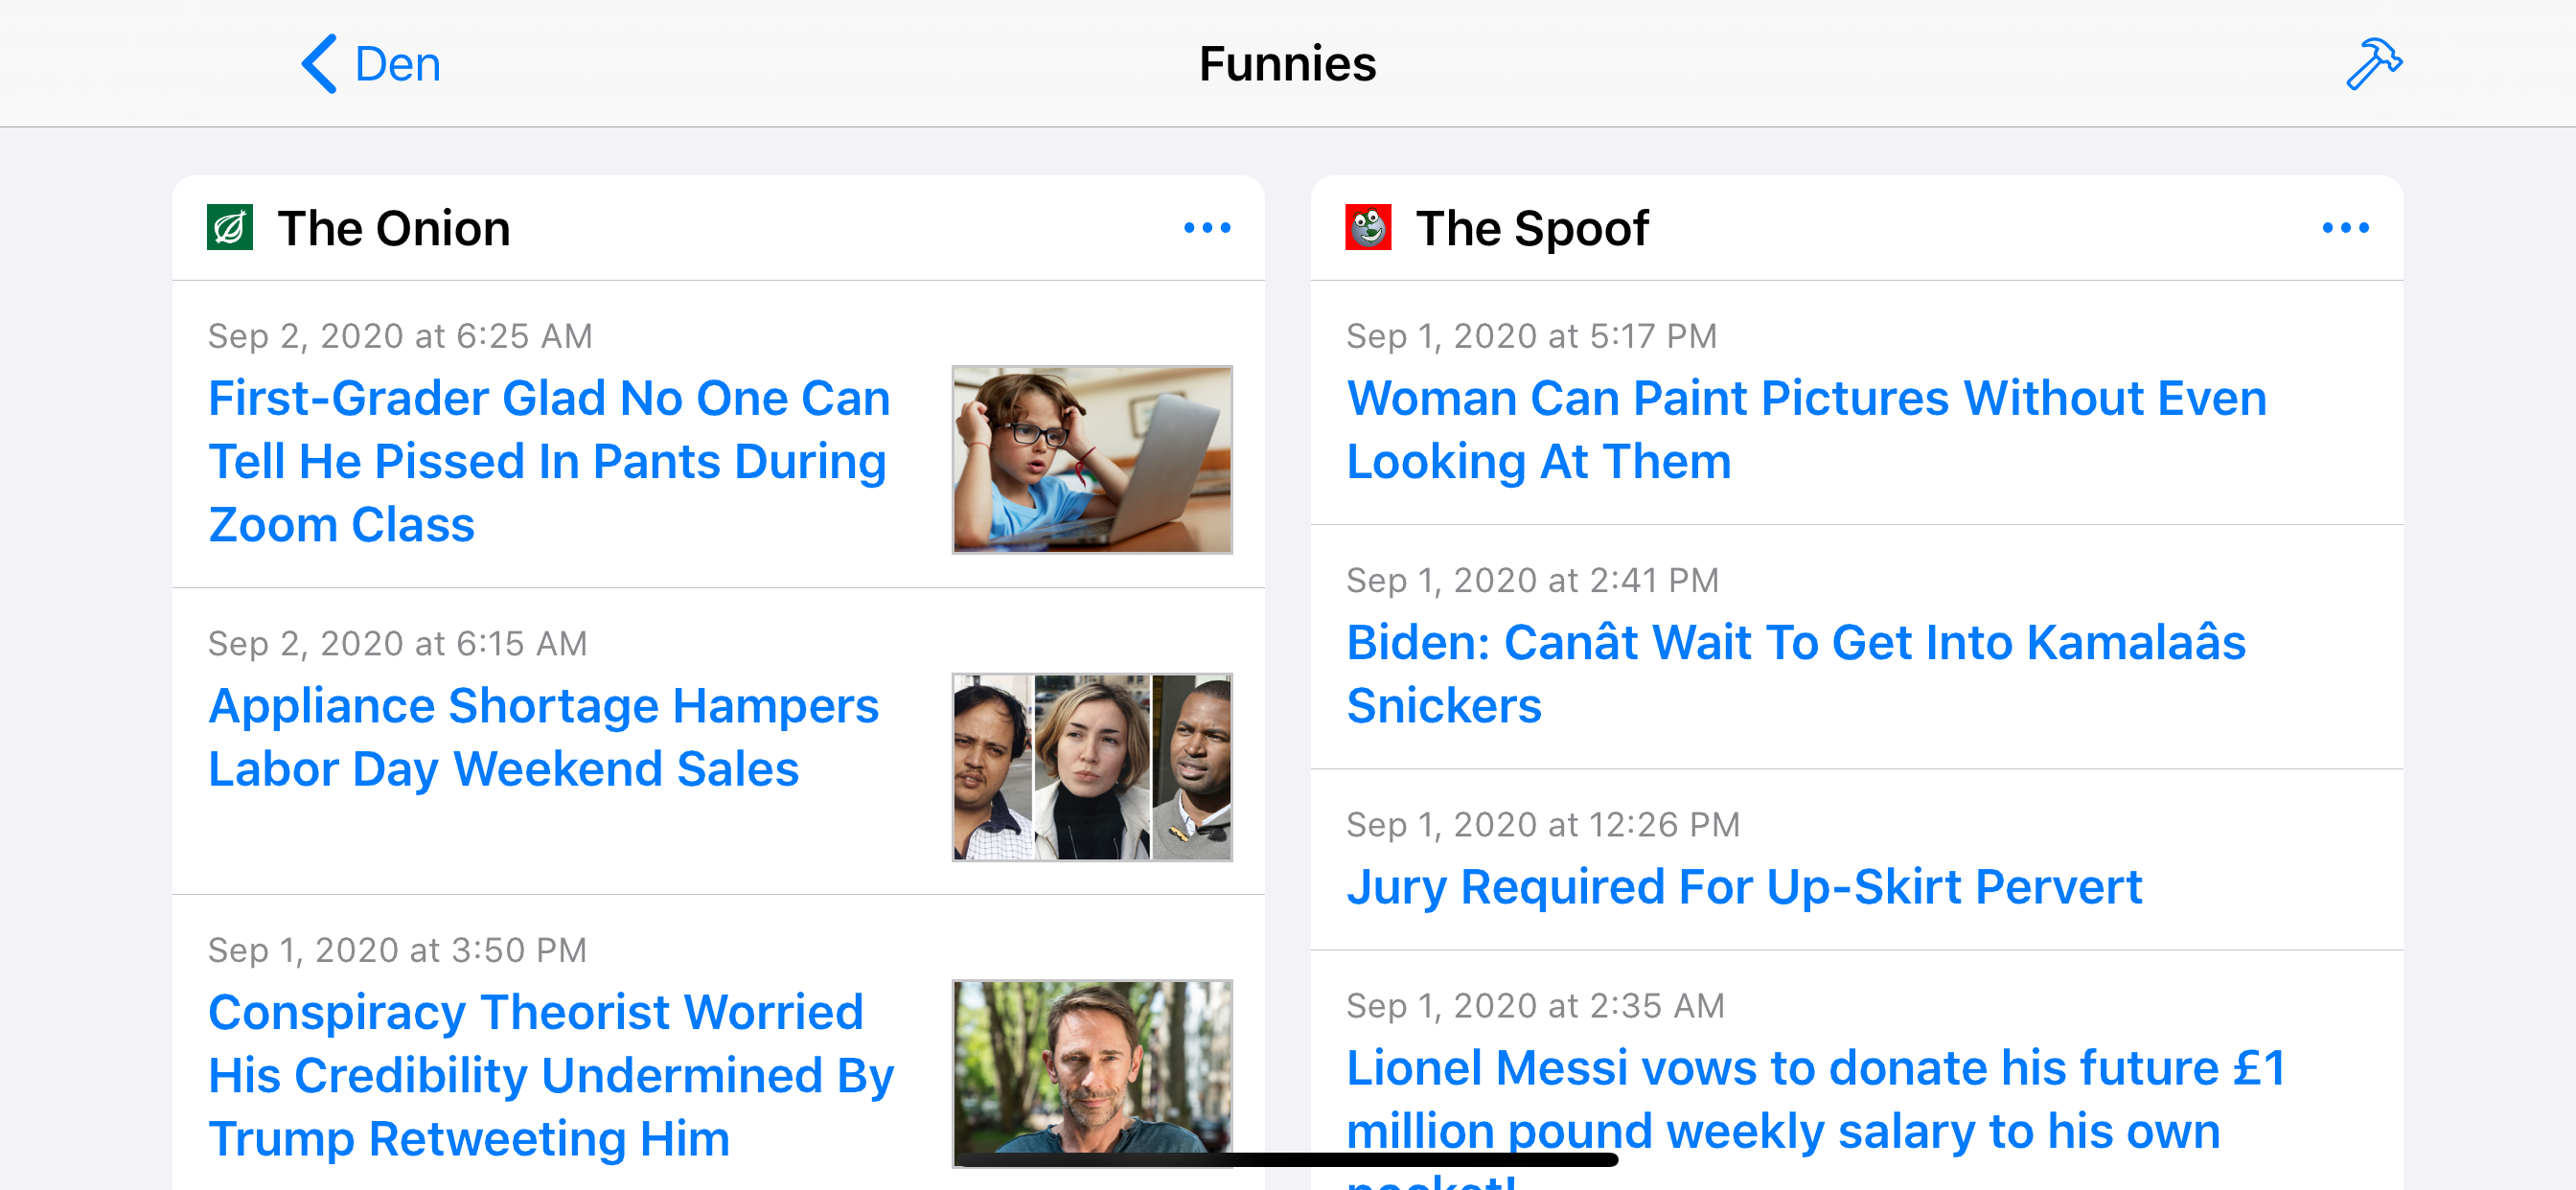 Den
Funnies
The Onion
Sep 2, 2020 at 6:25 AM
First-Grader Glad No One Can
Tell He Pissed In Pants During
Zoom Class
Sep 2, 2020 at 6:15 AM
Appliance Shortage Hampers
Labor Day Weekend Sales
Sep 1, 2020 at 3:50 PM
Conspiracy Theorist Worried
His Credibility Undermined By
Trump Retweeting Him
The Spoof
Sep 1, 2020 at 5:17 PM
Woman Can Paint Pictures Without Even
Looking At Them
Sep 1, 2020 at 2:41 PM
Biden: Canât Wait To Get Into Kamalaâs
Snickers
Sep 1, 2020 at 12:26 PM
Jury Required For Up-Skirt Pervert
Sep 1, 2020 at 2:35 AM
Lionel Messi vows to donate his future £1
million pound weekly salary to his own